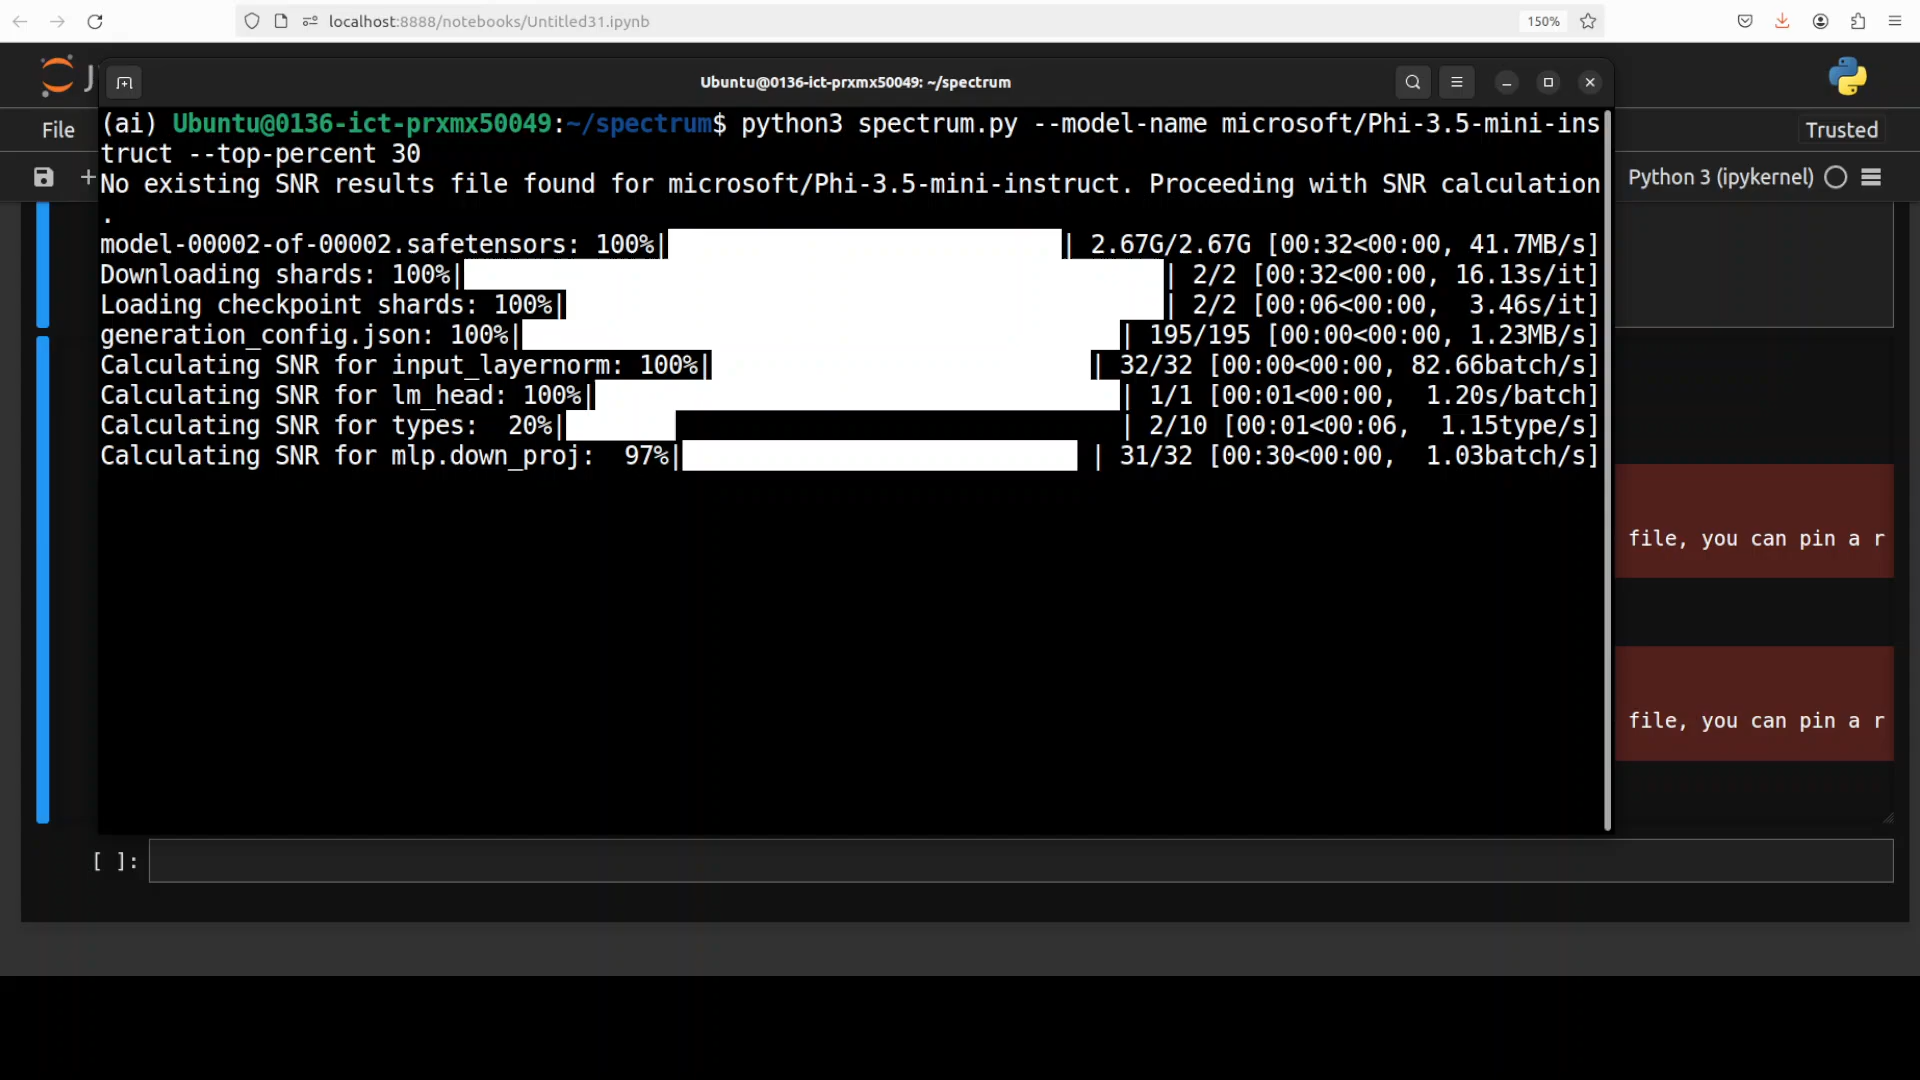 localhost:8888/notebooks/Untitled31.ipynb
150%
J
Ubuntu@0136-ict-prxmx50049: ~/spectrum
File
Trusted
Python 3 (ipykernel)
(ai) Ubuntu@0136-ict-prxmx50049:~/spectrum$ python3 spectrum.py --model-name microsoft/Phi-3.5-mini-ins
truct --top-percent 30
No existing SNR results file found for microsoft/Phi-3.5-mini-instruct. Proceeding with SNR calculation
.
model-00002-of-00002.safetensors: 100%| | 2.67G/2.67G [00:32<00:00, 41.7MB/s]
Downloading shards: 100%| | 2/2 [00:32<00:00, 16.13s/it]
Loading checkpoint shards: 100%| | 2/2 [00:06<00:00,  3.46s/it]
generation_config.json: 100%| | 195/195 [00:00<00:00, 1.23MB/s]
Calculating SNR for input_layernorm: 100%| | 32/32 [00:00<00:00, 82.66batch/s]
Calculating SNR for lm_head: 100%| | 1/1 [00:01<00:00,  1.20s/batch]
Calculating SNR for types:  20%| | 2/10 [00:01<00:06,  1.15type/s]
Calculating SNR for mlp.down_proj:  97%| | 31/32 [00:30<00:00,  1.03batch/s]
file, you can pin a r
file, you can pin a r
[ ]: